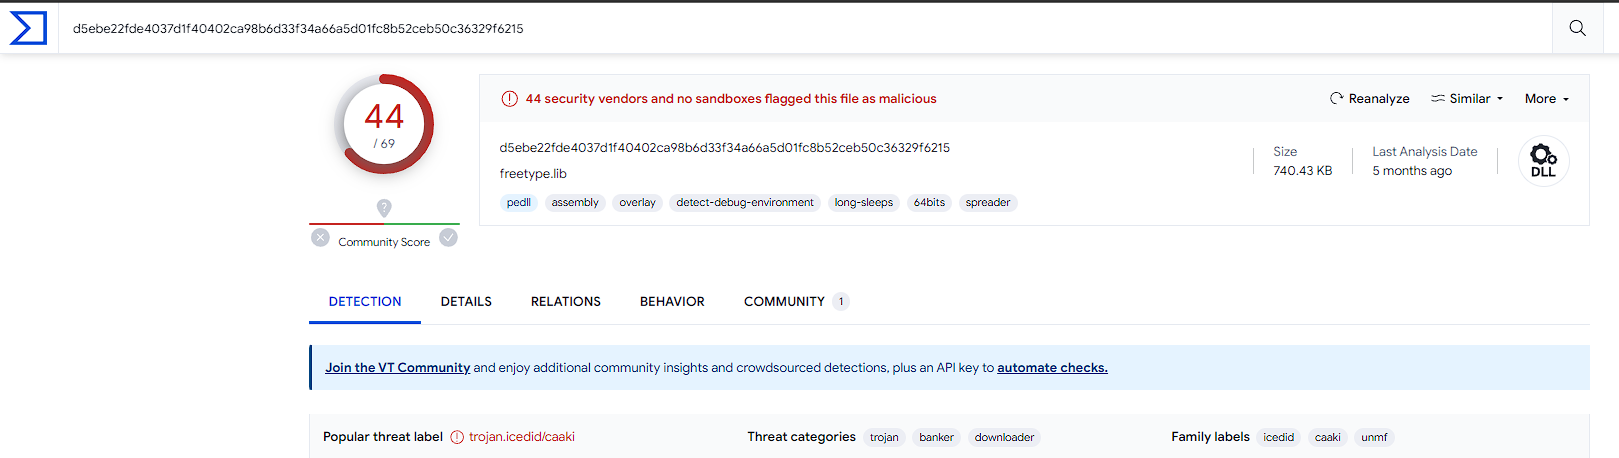 d5ebe22fde4037d1f40402ca98b6d33f34a66a5d01fc8b52ceb50c36329f6215
44
/ 69
?
Community Score
44 security vendors and no sandboxes flagged this file as malicious
Reanalyze
Similar
More
d5ebe22fde4037d1f40402ca98b6d33f34a66a5d01fc8b52ceb50c36329f6215
freetype.lib
pedll
assembly
overlay
detect-debug-environment
long-sleeps
64bits
spreader
Size
740.43 KB
Last Analysis Date
5 months ago
DLL
DETECTION
DETAILS
RELATIONS
BEHAVIOR
COMMUNITY 1
Join the VT Community and enjoy additional community insights and crowdsourced detections, plus an API key to automate checks.
Popular threat label trojan.icedid/caaki
Threat categories trojan banker downloader
Family labels icedid caaki unmf